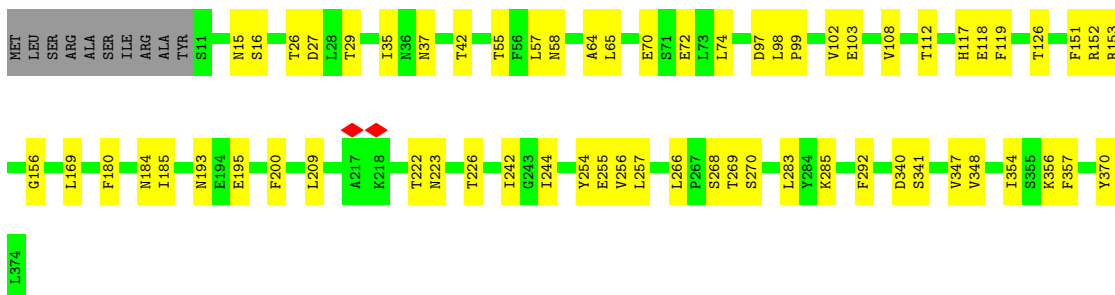 MET LEU SER ARG ALA SER ILE ARG ALA TYR S11 N15 S16 T26 D27 L28 T29 I35 N36 N37 T42 T55 F56 L57 N58 A64 L65 E70 S71 E72 L73 L74 D97 L98 P99 V102 E103 V108 T112 H117 E118 F119 T126 F151 R152 R153
G156 L169 F180 N184 I185 N193 E194 E195 F200 L209 A217 K218 T222 N223 T226 I242 G243 I244 Y254 E255 V256 L257 L266 P267 S268 T269 S270 L283 Y284 K285 F292 D340 S341 V347 V348 I354 S355 K356 F357 Y370
L374